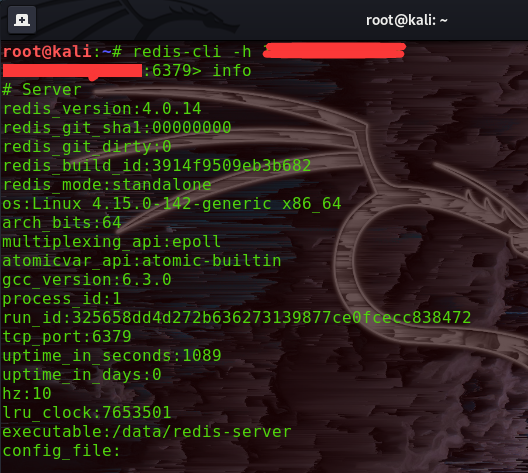 root@kali: ~
root@kali:~# redis-cli -h
:6379> info
# Server
redis_version:4.0.14
redis_git_sha1:00000000
redis_git_dirty:0
redis_build_id:3914f9509eb3b682
redis_mode:standalone
os:Linux 4.15.0-142-generic x86_64
arch_bits:64
multiplexing_api:epoll
atomicvar_api:atomic-builtin
gcc_version:6.3.0
process_id:1
run_id:325658dd4d272b636273139877ce0fcecc838472
tcp_port:6379
uptime_in_seconds:1089
uptime_in_days:0
hz:10
lru_clock:7653501
executable:/data/redis-server
config_file: